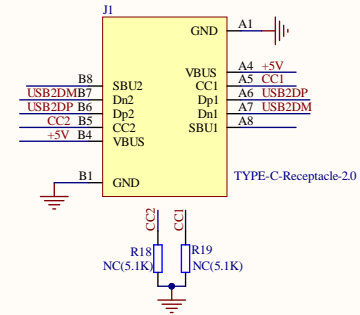 J1
GND A1
VBUS A4 +5V
B8 SBU2 CC1 A5 CC1
USB2DM B7 Dn2 Dp1 A6 USB2DP
USB2DP B6 Dp2 Dn1 A7 USB2DM
CC2 B5 CC2 SBU1 A8
+5V B4 VBUS
B1 GND
TYPE-C-Receptacle-2.0
CC2 CC1
R18 R19
NC(5.1K) NC(5.1K)